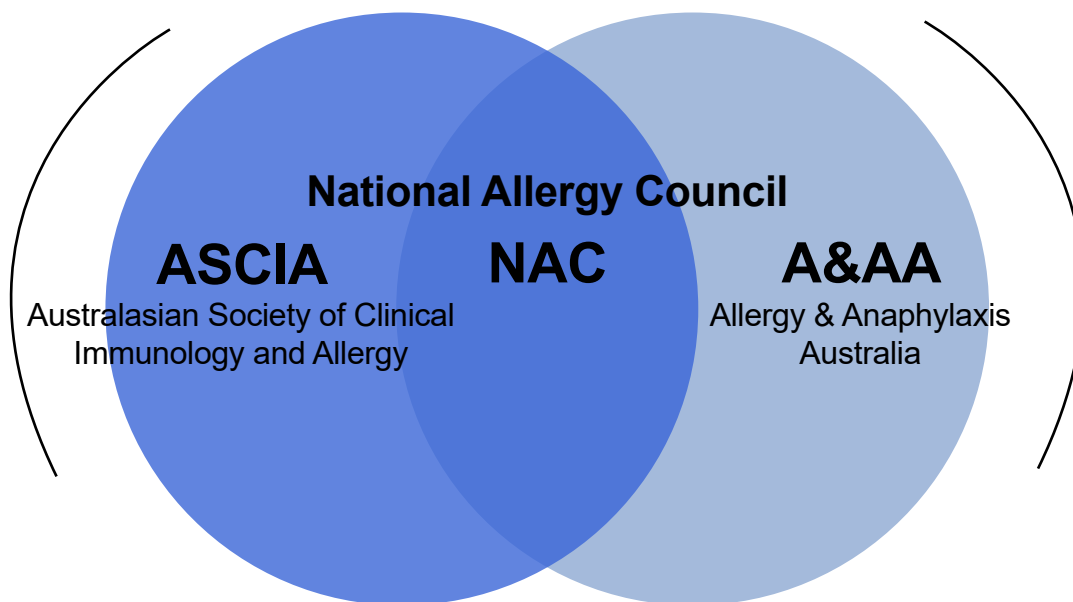 National Allergy Council
ASCIA
Australasian Society of Clinical
Immunology and Allergy
NAC
A&AA
Allergy & Anaphylaxis
Australia